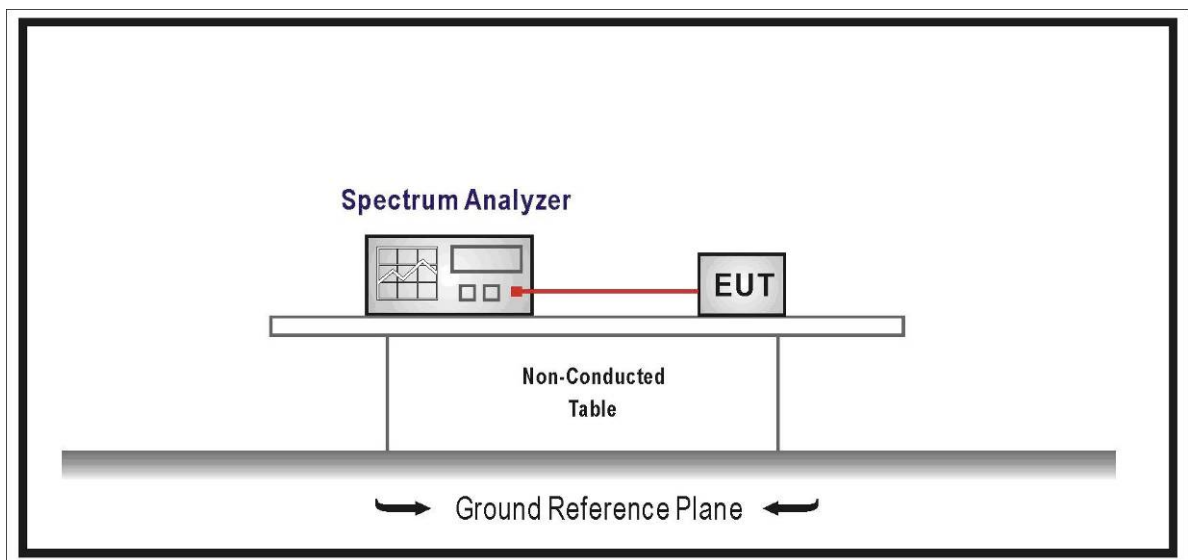 Spectrum Analyzer
EUT
Non-Conducted
Table
Ground Reference Plane